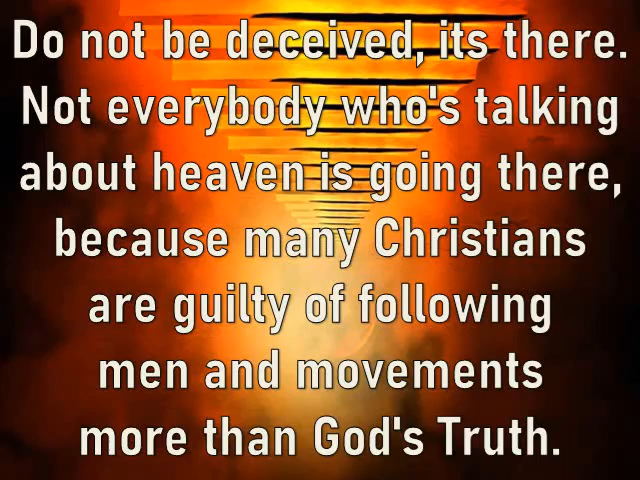 Do not be deceived, its there.
Not everybody who's talking
about heaven is going there,
because many Christians
are guilty of following
men and movements
more than God's Truth.